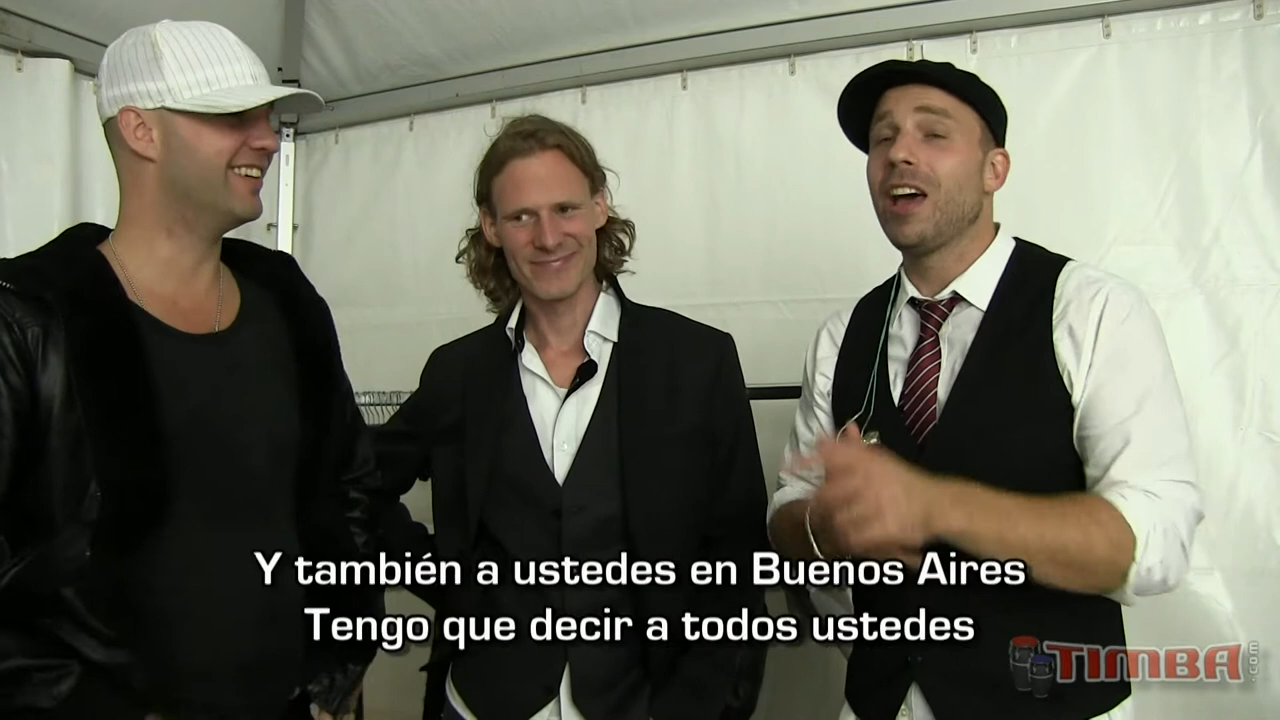 Y también a ustedes en Buenos Aires
Tengo que decir a todos ustedes
TIMBA.com